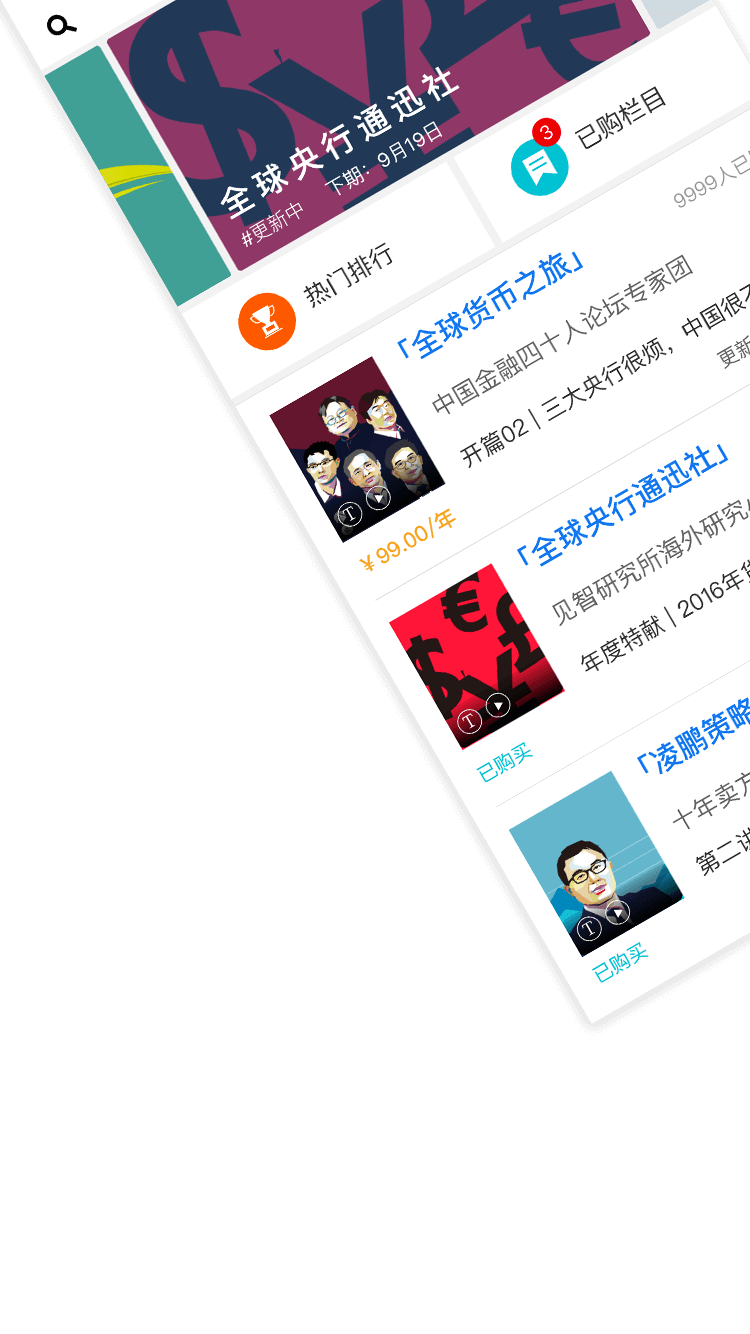 全球央行通迅社
#更新中 下期：9月19日
已购栏目
3
热门排行
9999人已
「全球货币之旅」
中国金融四十人论坛专家团
开篇02 | 三大央行很烦，中国很
更新
T
¥99.00/年
「全球央行通迅社」
见智研究所海外研究
年度特献 | 2016年
T
已购买
「凌鹏策略
十年卖方
第二讲
T
已购买